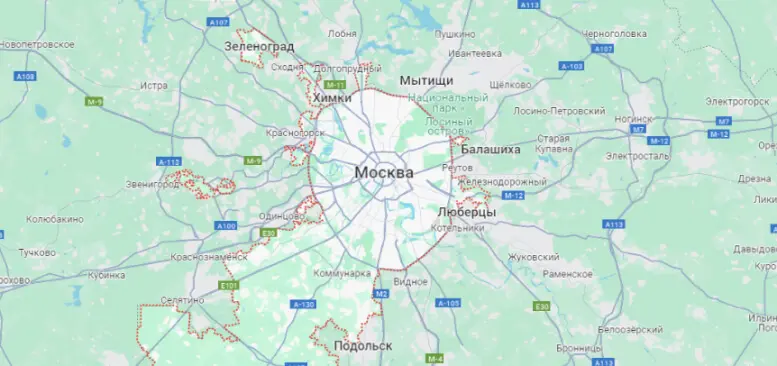 А107
Лобня
Пушкино
А107
Черноголовка
Новопетровское
Зеленоград
Ивантеевка
Сходня
Долгопрудный
А-103
А108
Истра
М-11
Мытищи
Щёлково
М-9
Химки
Национальный
парк
Лосиный
остров
Лосино-Петровский
Электрогорск
Ногинск
М7
М-12
Красногорск
Старая
Купавна
М7
М-12
Балашиха
Электросталь
А-113
М-9
Реутов
Москва
Железнодорожный
Дрезна
Звенигород
М-12
Одинцово
Люберцы
Колюбакино
А100
Е30
Котельники
А113
Тучково
Краснознаменск
Жуковский
Давыдово
Кубинка
Коммунарка
Видное
Раменское
Е101
Селятино
М2
А-130
А-105
Е30
Белоозёрский
Подольск
М-4
Бронницы
А113
А107